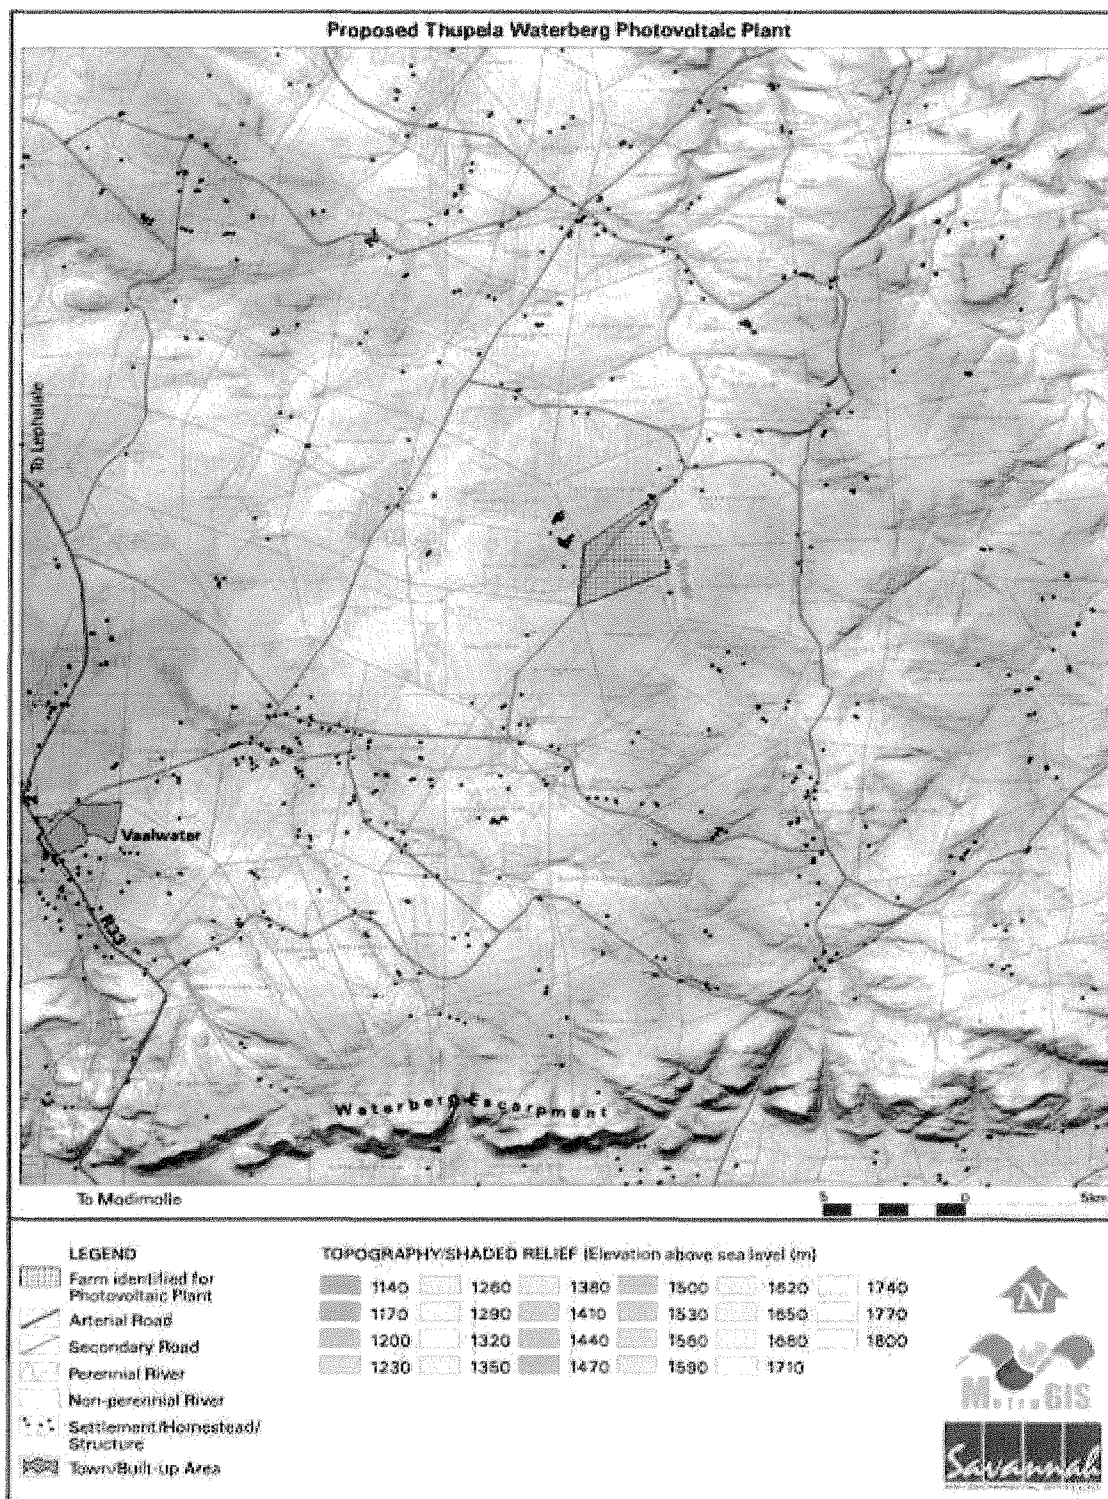 Proposed Thupela Waterberg Photovoltaic Plant
To Lephalale
Vaalwater
R33
Waterberg Escarpment
To Modimolle
5 0 5km
LEGEND
Farm identified for
Photovoltaic Plant
Arterial Road
Secondary Road
Perennial River
Non-perennial River
Settlement/Homestead/
Structure
Town/Built-up Area
TOPOGRAPHY/SHADED RELIEF (Elevation above sea level (m)
1140 1260 1380 1500 1620 1740
1170 1290 1410 1530 1650 1770
1200 1320 1440 1560 1680 1800
1230 1350 1470 1590 1710
N
GIS
Savannah